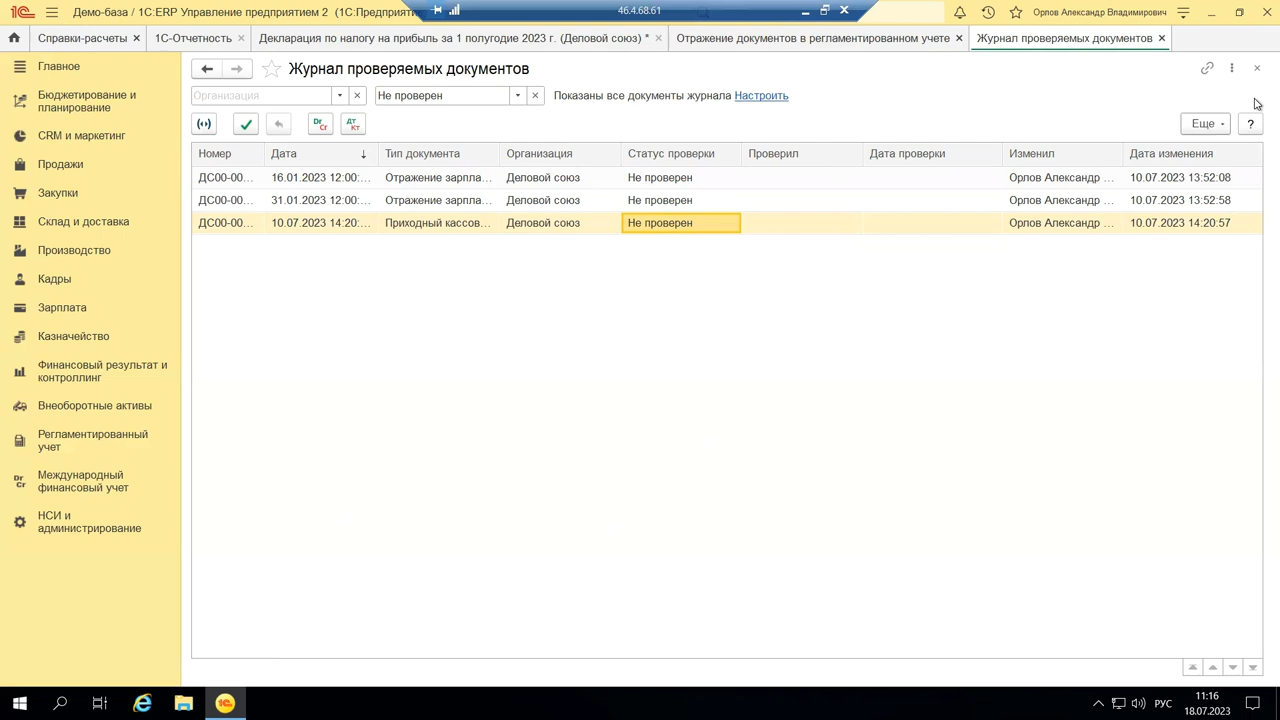 Демо-база / 1С:ERP Управление предприятием 2 (1С:Предприяти
46.4.68.61
Орлов Александр Владимирович
Справки-расчеты
1С-Отчетность
Декларация по налогу на прибыль за 1 полугодие 2023 г. (Деловой союз) *
Отражение документов в регламентированном учете
Журнал проверяемых документов
Главное
Бюджетирование и
планирование
CRM и маркетинг
Продажи
Закупки
Склад и доставка
Производство
Кадры
Зарплата
Казначейство
Финансовый результат и
контроллинг
Внеоборотные активы
Регламентированный
учет
Dr
Cr
Международный
финансовый учет
НСИ и
администрирование
Журнал проверяемых документов
Организация
Не проверен
Показаны все документы журнала Настроить
Dr
Cr
Дт
Кт
Еще
?
Номер Дата ↓ Тип документа Организация Статус проверки Проверил Дата проверки Изменил Дата изменения
ДС00-00... 16.01.2023 12:00:... Отражение зарпла... Деловой союз Не проверен Орлов Александр ... 10.07.2023 13:52:08
ДС00-00... 31.01.2023 12:00:... Отражение зарпла... Деловой союз Не проверен Орлов Александр ... 10.07.2023 13:52:58
ДС00-00... 10.07.2023 14:20:... Приходный кассов... Деловой союз Не проверен Орлов Александр ... 10.07.2023 14:20:57
РУС
11:16
18.07.2023